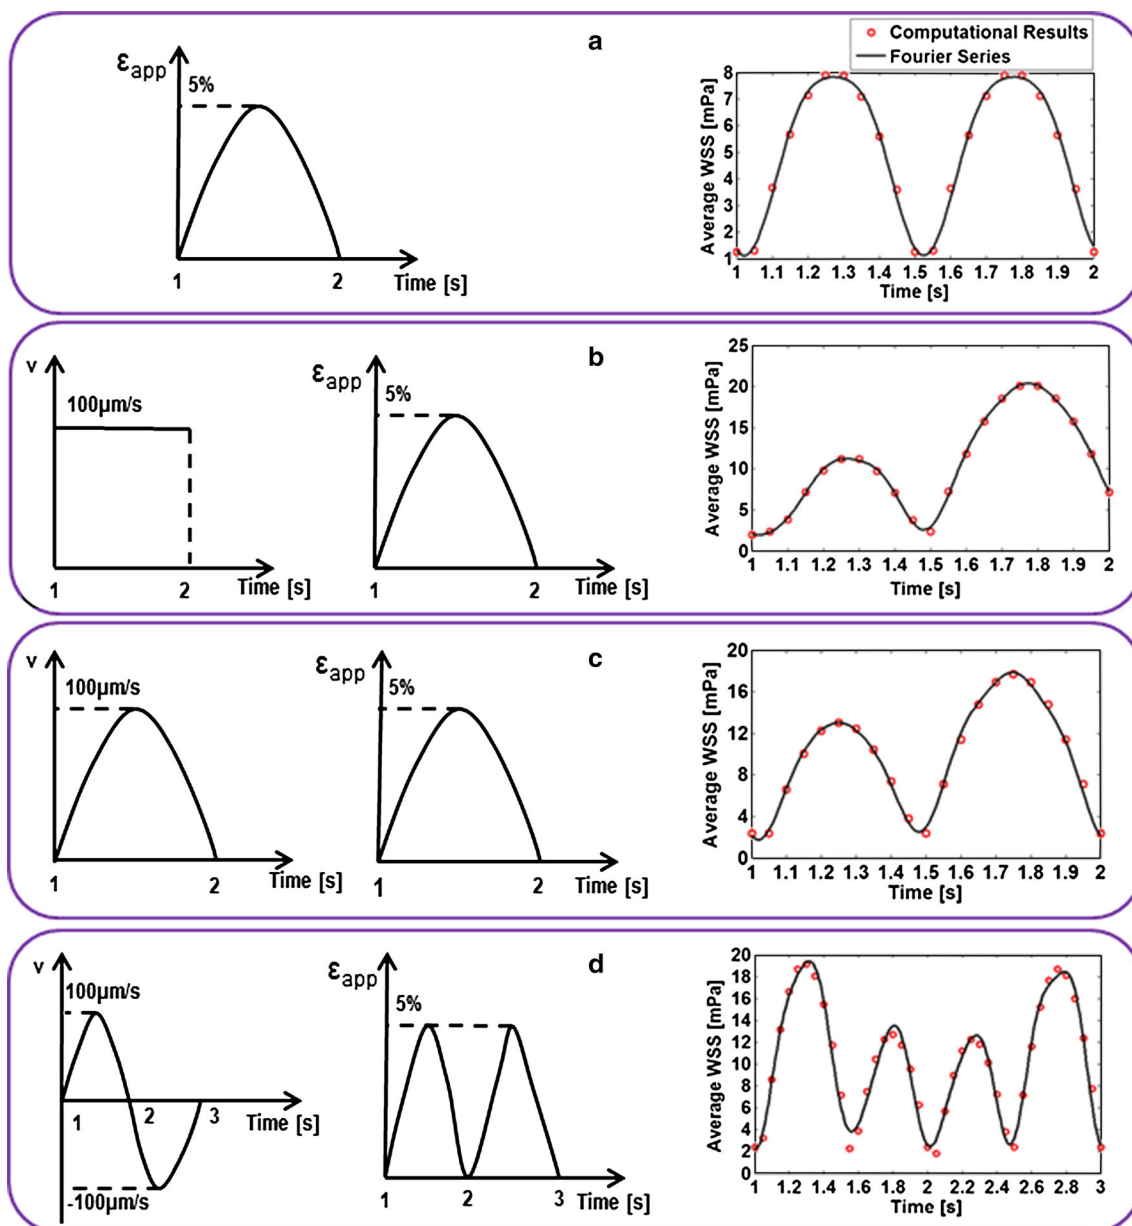 a
ε app
5%
1 2 Time [s]
Computational Results
Fourier Series
Average WSS [mPa]
8
7
6
5
4
3
2
1
1 1.1 1.2 1.3 1.4 1.5 1.6 1.7 1.8 1.9 2
Time [s]
b
v
100µm/s
1 2 Time [s]
ε app
5%
1 2 Time [s]
Average WSS [mPa]
25
20
15
10
5
0
1 1.1 1.2 1.3 1.4 1.5 1.6 1.7 1.8 1.9 2
Time [s]
c
v
100µm/s
1 2 Time [s]
ε app
5%
1 2 Time [s]
Average WSS [mPa]
20
16
12
8
4
0
1 1.1 1.2 1.3 1.4 1.5 1.6 1.7 1.8 1.9 2
Time [s]
d
v
100µm/s
1 2 3 Time [s]
-100µm/s
ε app
5%
1 2 3 Time [s]
Average WSS [mPa]
20
18
16
14
12
10
8
6
4
2
0
1 1.2 1.4 1.6 1.8 2 2.2 2.4 2.6 2.8 3
Time [s]